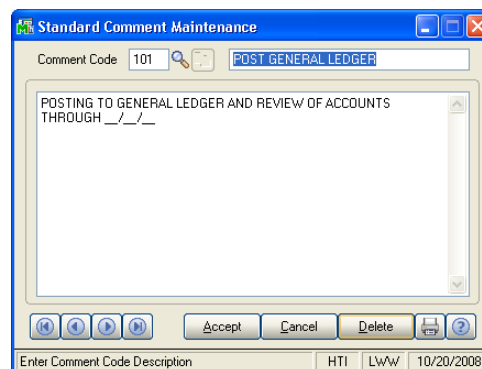 Standard Comment Maintenance
Comment Code 101 POST GENERAL LEDGER
POSTING TO GENERAL LEDGER AND REVIEW OF ACCOUNTS
THROUGH __/__/__
Accept Cancel Delete
Enter Comment Code Description HTI LWW 10/20/2008